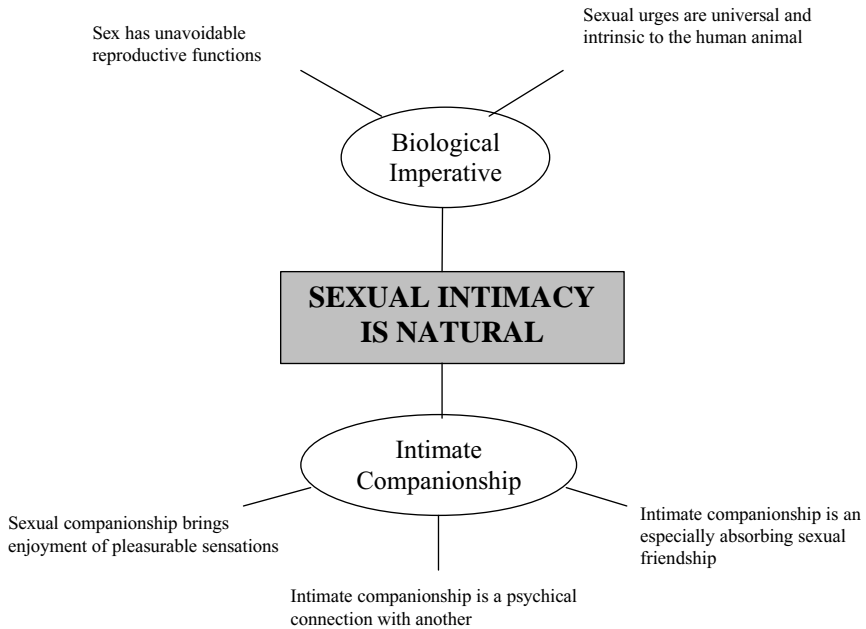 Sex has unavoidable
reproductive functions
Sexual urges are universal and
intrinsic to the human animal
Biological
Imperative
SEXUAL INTIMACY
IS NATURAL
Intimate
Companionship
Sexual companionship brings
enjoyment of pleasurable sensations
Intimate companionship is a psychical
connection with another
Intimate companionship is an
especially absorbing sexual
friendship